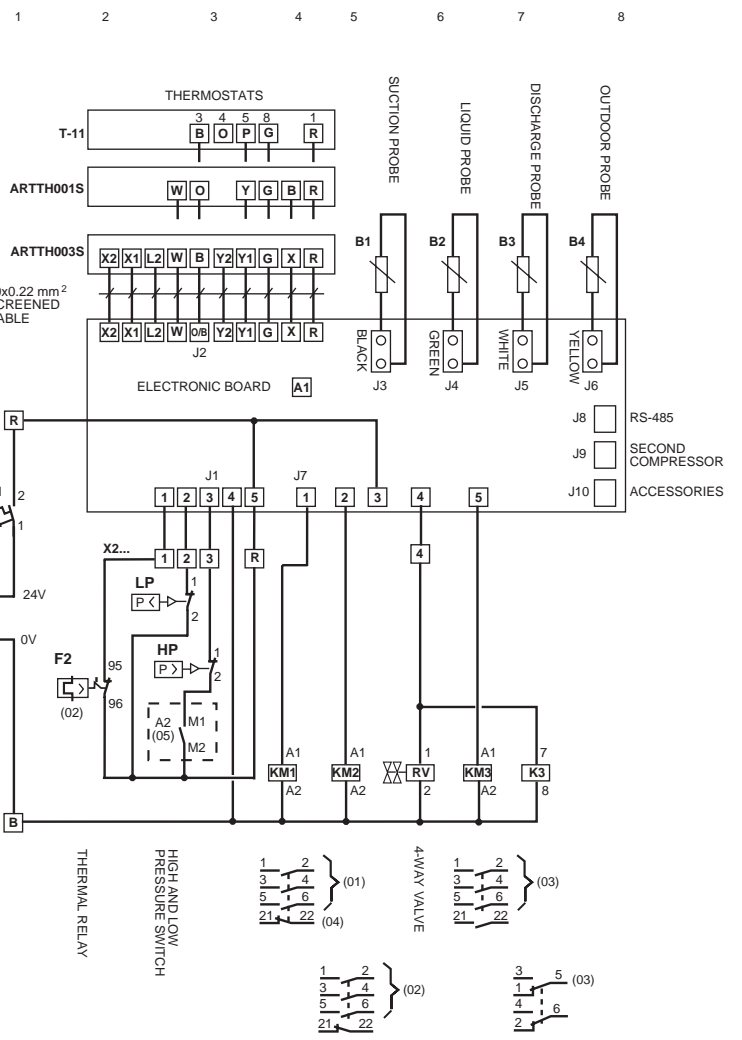 1 2 3 4 5 6 7 8
THERMOSTATS
SUCTION PROBE
LIQUID PROBE
DISCHARGE PROBE
OUTDOOR PROBE
3 4 5 8 1
T-11 B O P G R
ARTTH001S W O Y G B R
ARTTH003S X2 X1 L2 W B Y2 Y1 G X R
B1 B2 B3 B4
0x0.22 mm 2
CREENED
ABLE
X2 X1 L2 W 0/B Y2 Y1 G X R
J2
BLACK
GREEN
WHITE
YELLOW
J3 J4 J5 J6
ELECTRONIC BOARD A1
R
J8 RS-485
J9 SECOND
COMPRESSOR
J10 ACCESSORIES
J1 J7
1 2 3 4 5 1 2 3 4 5
2
1
X2... 1 2 3 R 4
LP
P <
1
2
24V
0V
HP
P >
1
2
F2
95
96
(02)
A2
(05)
M1
M2
A1 A1 1 A1 7
KM1 KM2 RV KM3 K3
A2 A2 2 A2 8
B
THERMAL RELAY
HIGH AND LOW
PRESSURE SWITCH
4-WAY VALVE
1 2
3 4 (01)
5 6
21 22 (04)
1 2
3 4 (03)
5 6
21 22
1 2
3 4 (02)
5 6
21 22
3 5 (03)
1
4 6
2